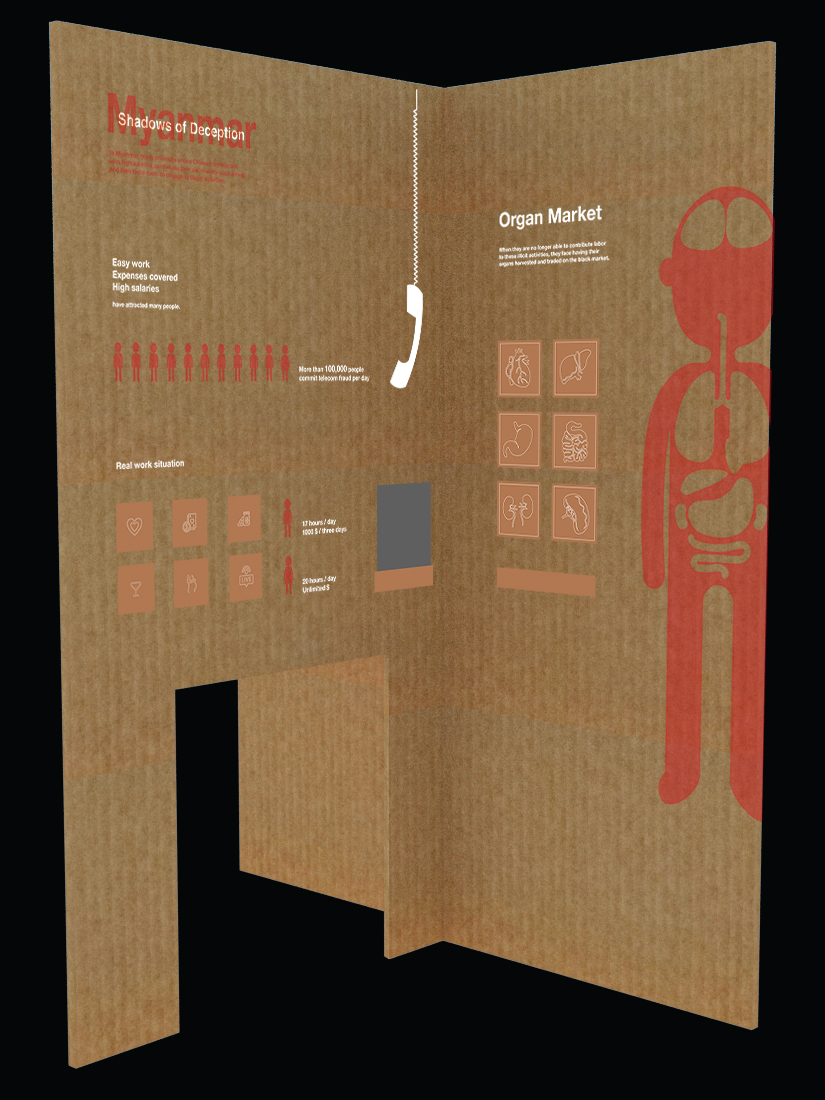 Myanmar
Shadows of Deception
Easy work
Expenses covered
High salaries
have attracted many people.
More than 100,000 people
commit telecom fraud per day
Real work situation
17 hours / day
1000 $ / three days
20 hours / day
Unlimited $
LIVE
Organ Market
When they are no longer able to contribute labor
to these illicit activities, they face having their
organs harvested and traded on the black market.